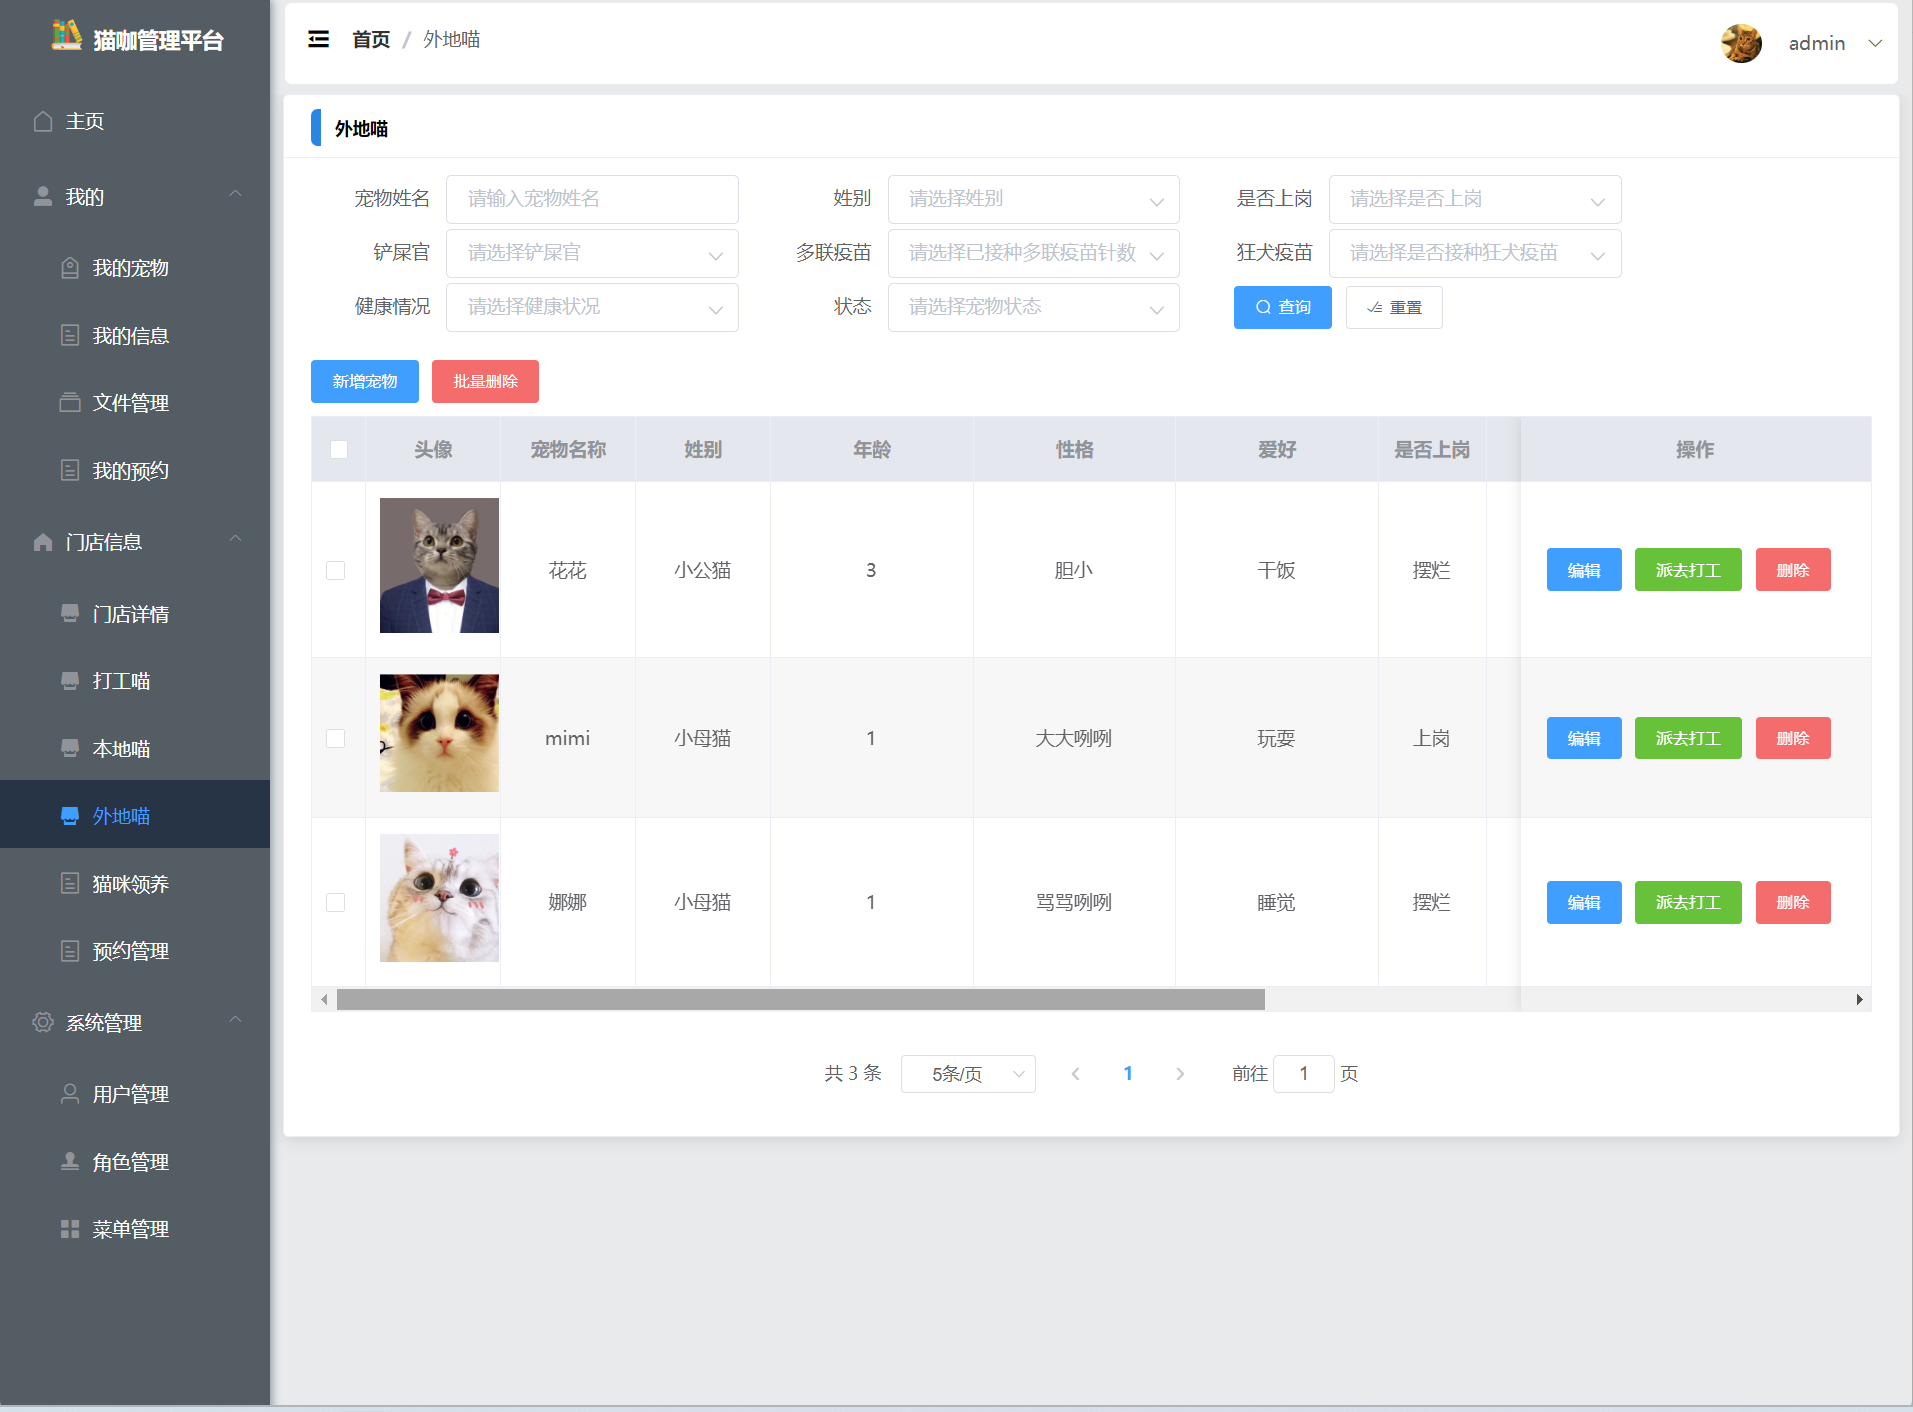 猫咖管理平台
主页
我的
我的宠物
我的信息
文件管理
我的预约
门店信息
门店详情
打工喵
本地喵
外地喵
猫咪领养
预约管理
系统管理
用户管理
角色管理
菜单管理
首页 / 外地喵
admin
外地喵
宠物姓名 请输入宠物姓名 姓别 请选择姓别 是否上岗 请选择是否上岗
铲屎官 请选择铲屎官 多联疫苗 请选择已接种多联疫苗针数 狂犬疫苗 请选择是否接种狂犬疫苗
健康情况 请选择健康状况 状态 请选择宠物状态 查询 重置
新增宠物 批量删除
头像 宠物名称 姓别 年龄 性格 爱好 是否上岗 操作
花花 小公猫 3 胆小 干饭 摆烂 编辑 派去打工 删除
mimi 小母猫 1 大大咧咧 玩耍 上岗 编辑 派去打工 删除
娜娜 小母猫 1 骂骂咧咧 睡觉 摆烂 编辑 派去打工 删除
共 3 条 5条/页 1 前往 1 页